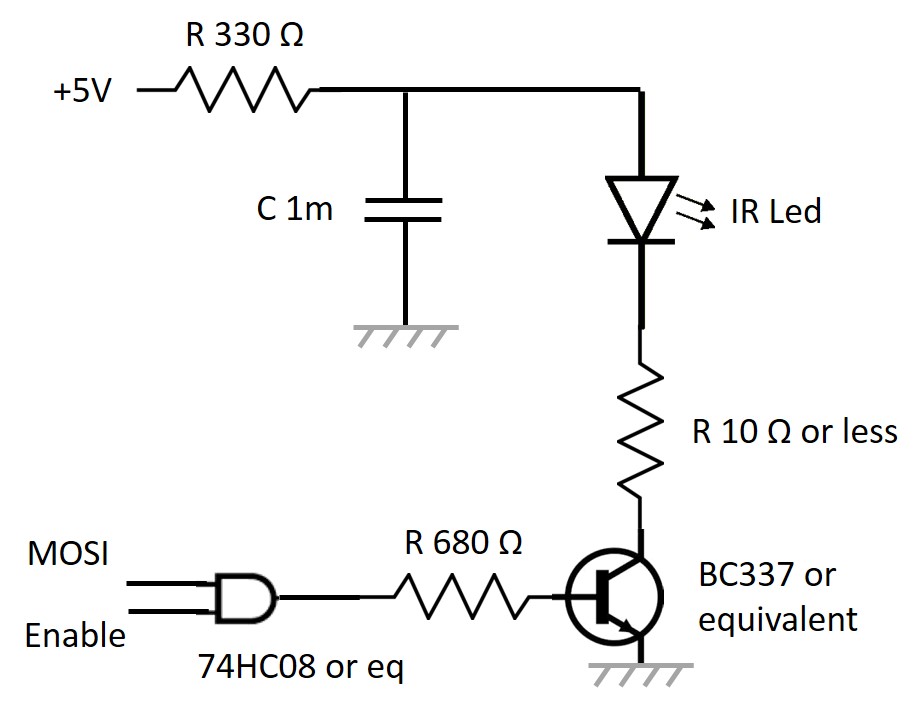 R 330 Ω
+5V
C 1m
IR Led
R 10 Ω or less
R 680 Ω
MOSI
Enable
74HC08 or eq
BC337 or
equivalent